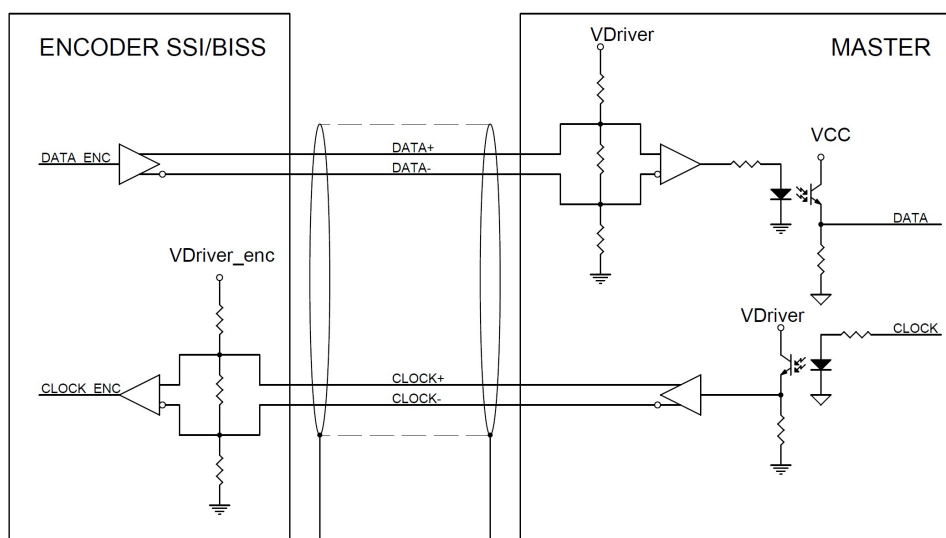 ENCODER SSI/BISS
VDriver
MASTER
DATA_ENC
DATA+
DATA-
VCC
DATA
VDriver_enc
VDriver
CLOCK
CLOCK_ENC
CLOCK+
CLOCK-